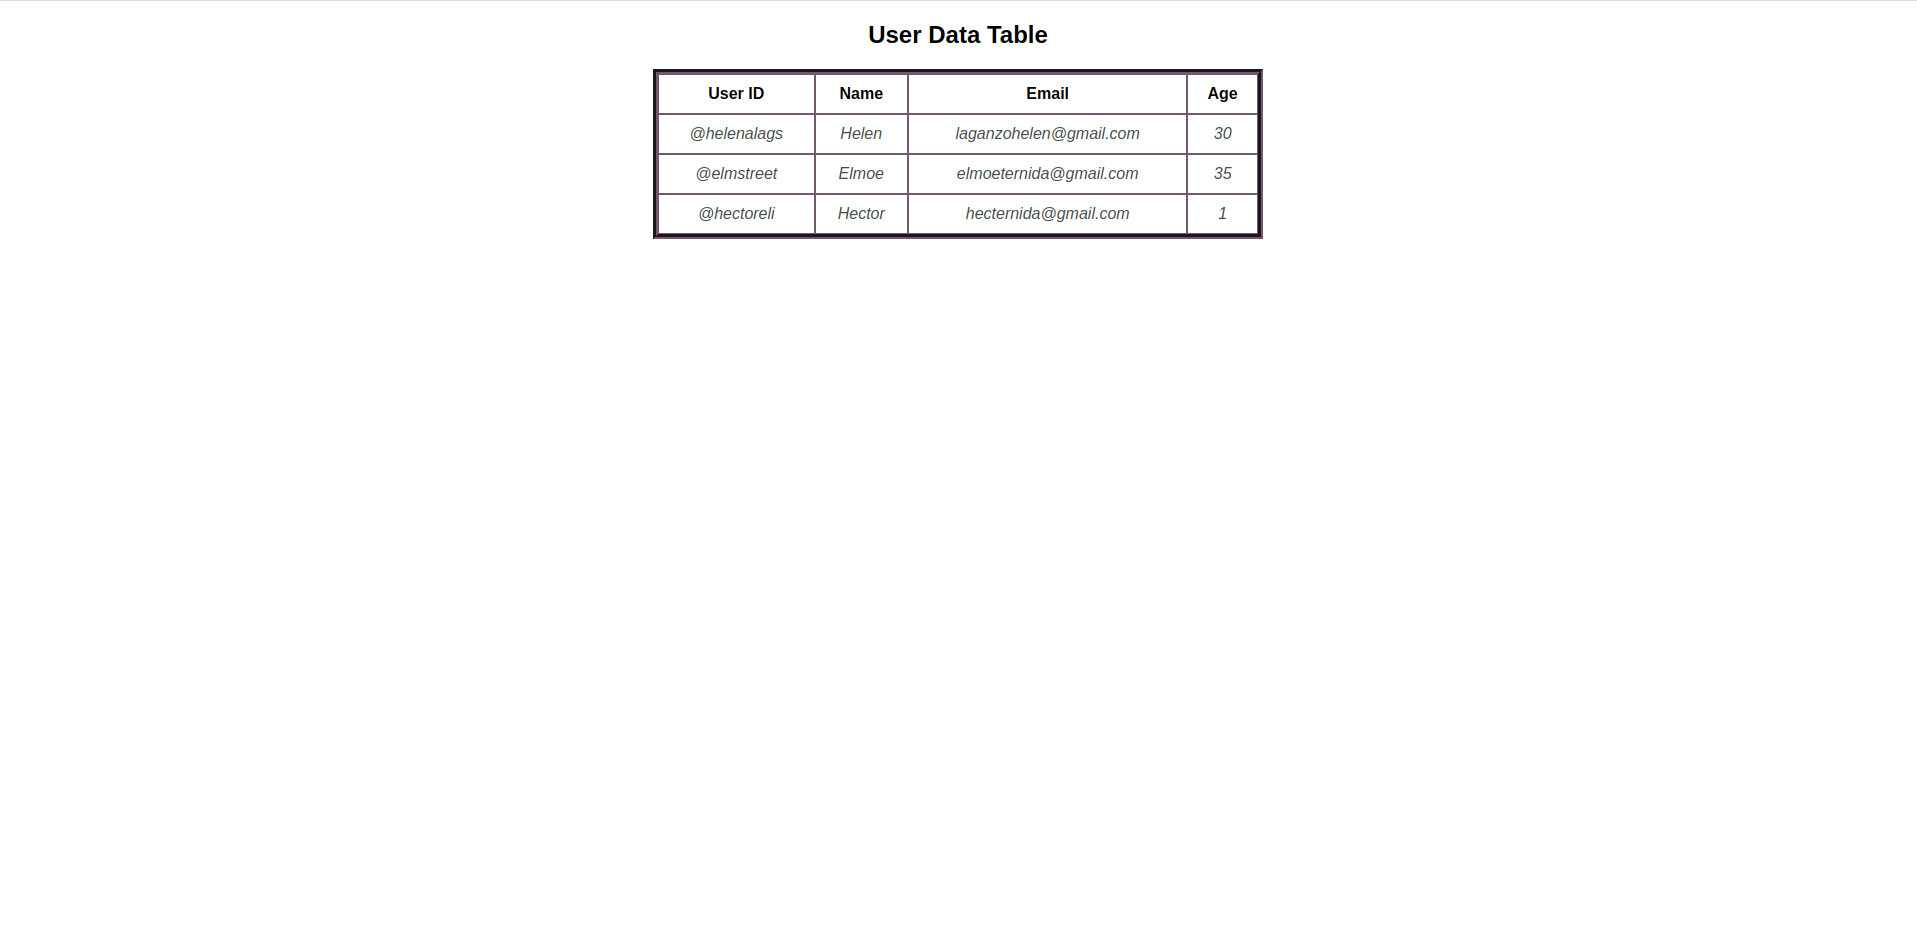 User Data Table
User ID Name Email Age
@helenalags Helen laganzohelen@gmail.com 30
@elmstreet Elmoe elmoeternida@gmail.com 35
@hectoreli Hector hecternida@gmail.com 1